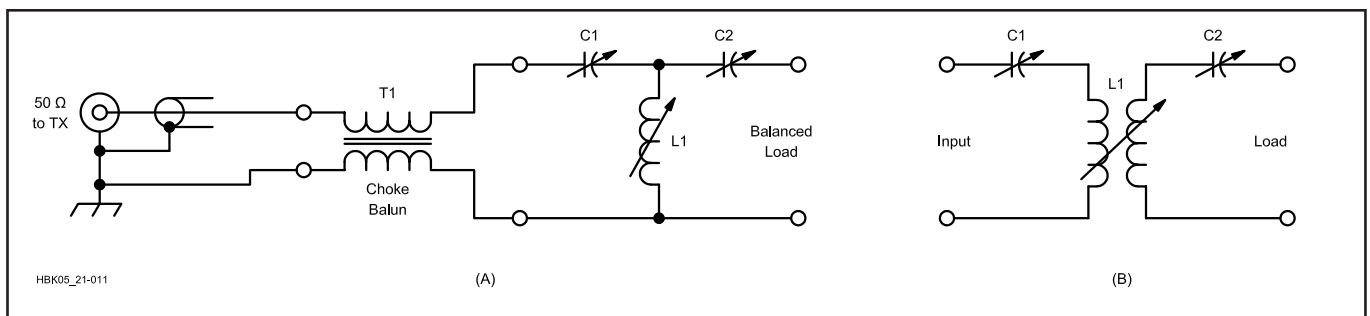 50 Ω
to TX
T1
Choke
Balun
C1
C2
L1
Balanced
Load
(A)
C1
C2
L1
Input
Load
(B)
HBK05_21-011